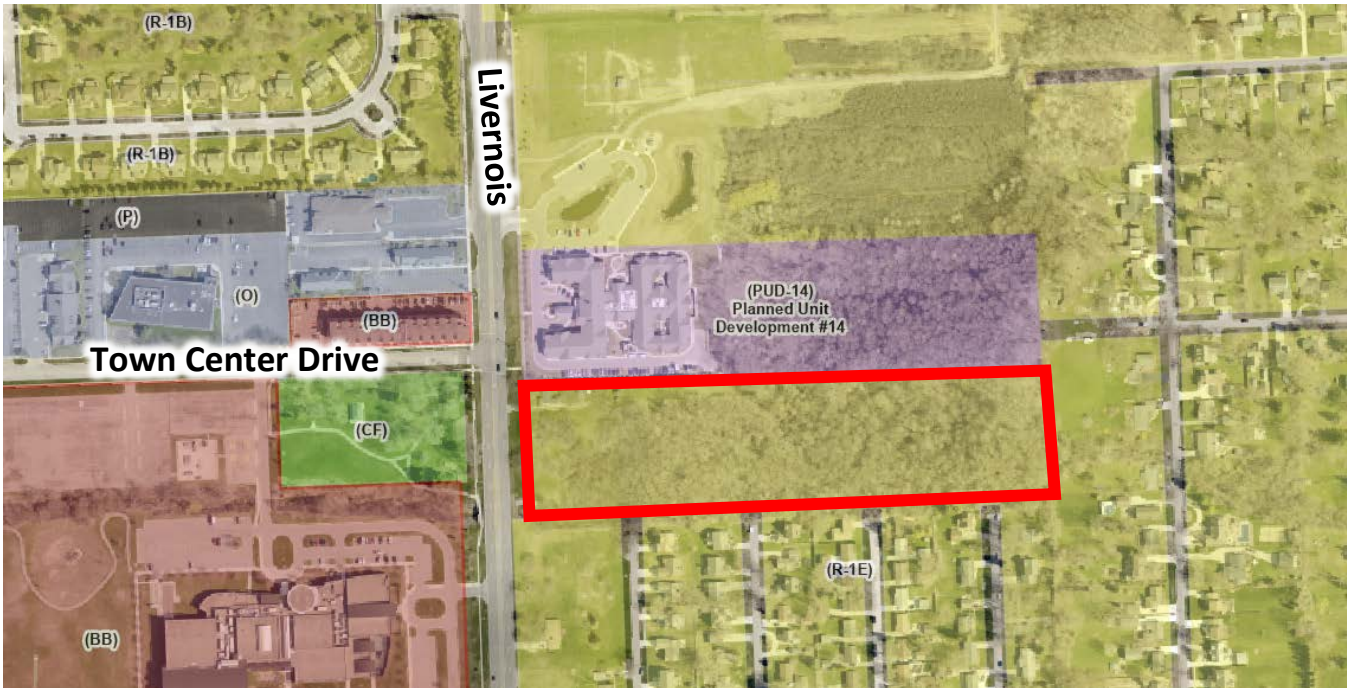 (R-1B)
Livernois
(R-1B)
(P)
(O)
(BB)
(PUD-14)
Planned Unit
Development #14
Town Center Drive
(CF)
(R-1E)
(BB)